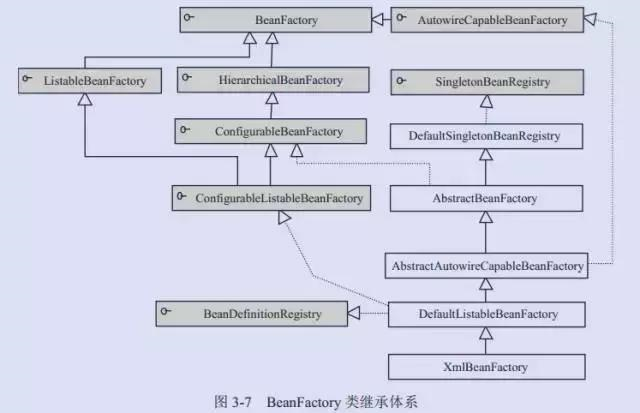 BeanFactory
AutowireCapableBeanFactory
ListableBeanFactory
HierarchicalBeanFactory
SingletonBeanRegistry
ConfigurableBeanFactory
DefaultSingletonBeanRegistry
ConfigurableListableBeanFactory
AbstractBeanFactory
AbstractAutowireCapableBeanFactory
BeanDefinitionRegistry
DefaultListableBeanFactory
XmlBeanFactory
图 3-7 BeanFactory 类继承体系